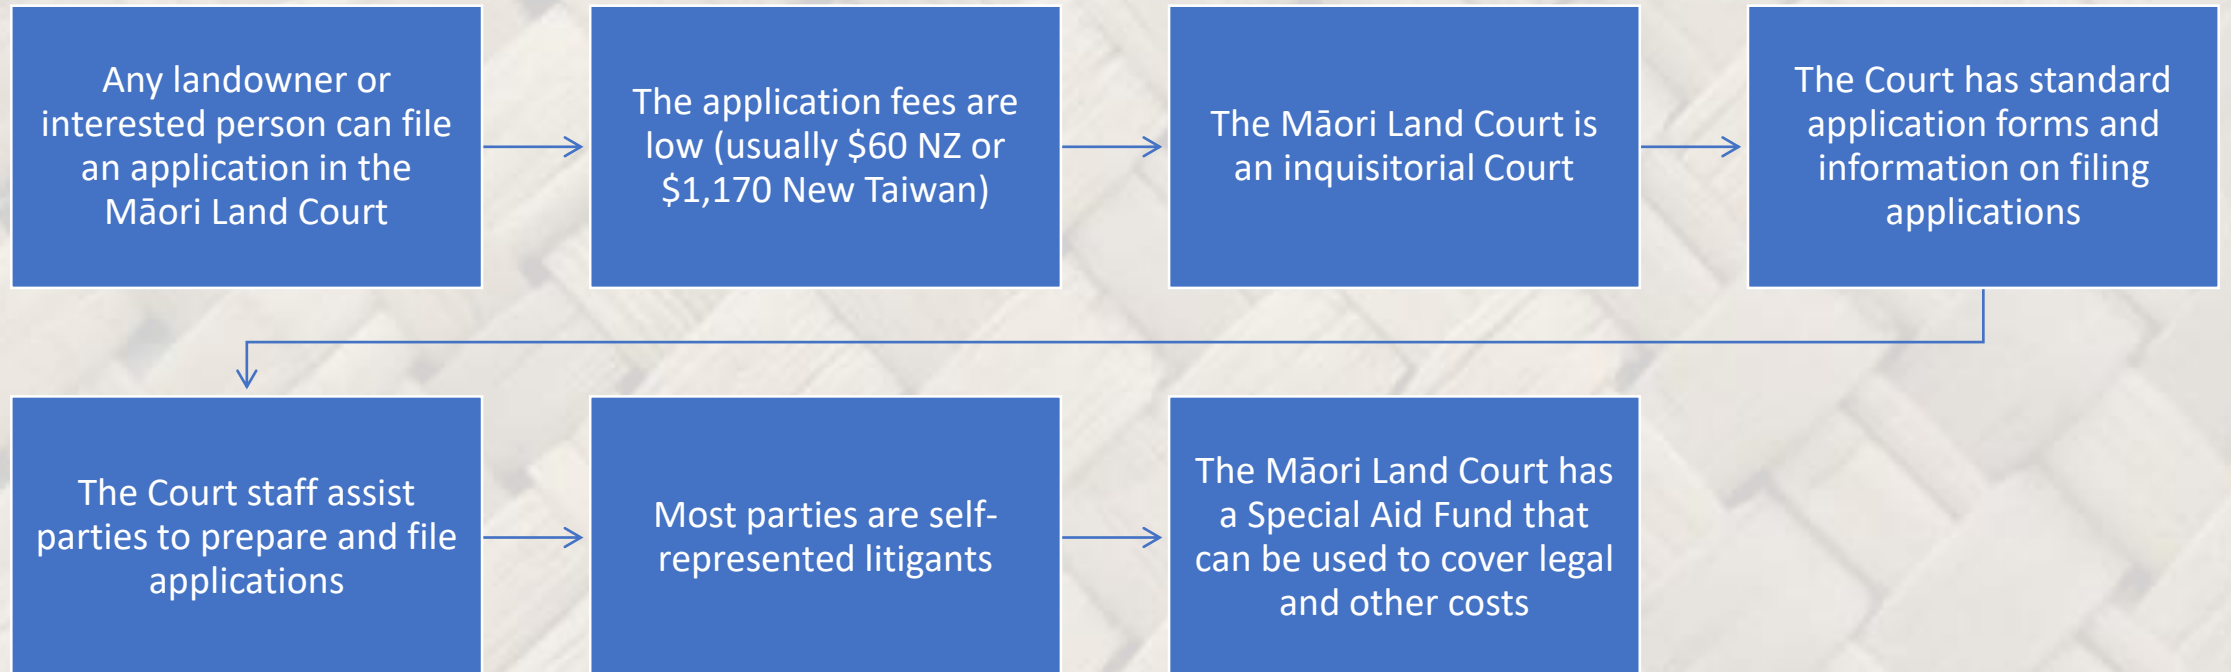 Any landowner or
interested person can file
an application in the
Māori Land Court
The application fees are
low (usually $60 NZ or
$1,170 New Taiwan)
The Māori Land Court is
an inquisitorial Court
The Court has standard
application forms and
information on filing
applications
The Court staff assist
parties to prepare and file
applications
Most parties are self-
represented litigants
The Māori Land Court has
a Special Aid Fund that
can be used to cover legal
and other costs